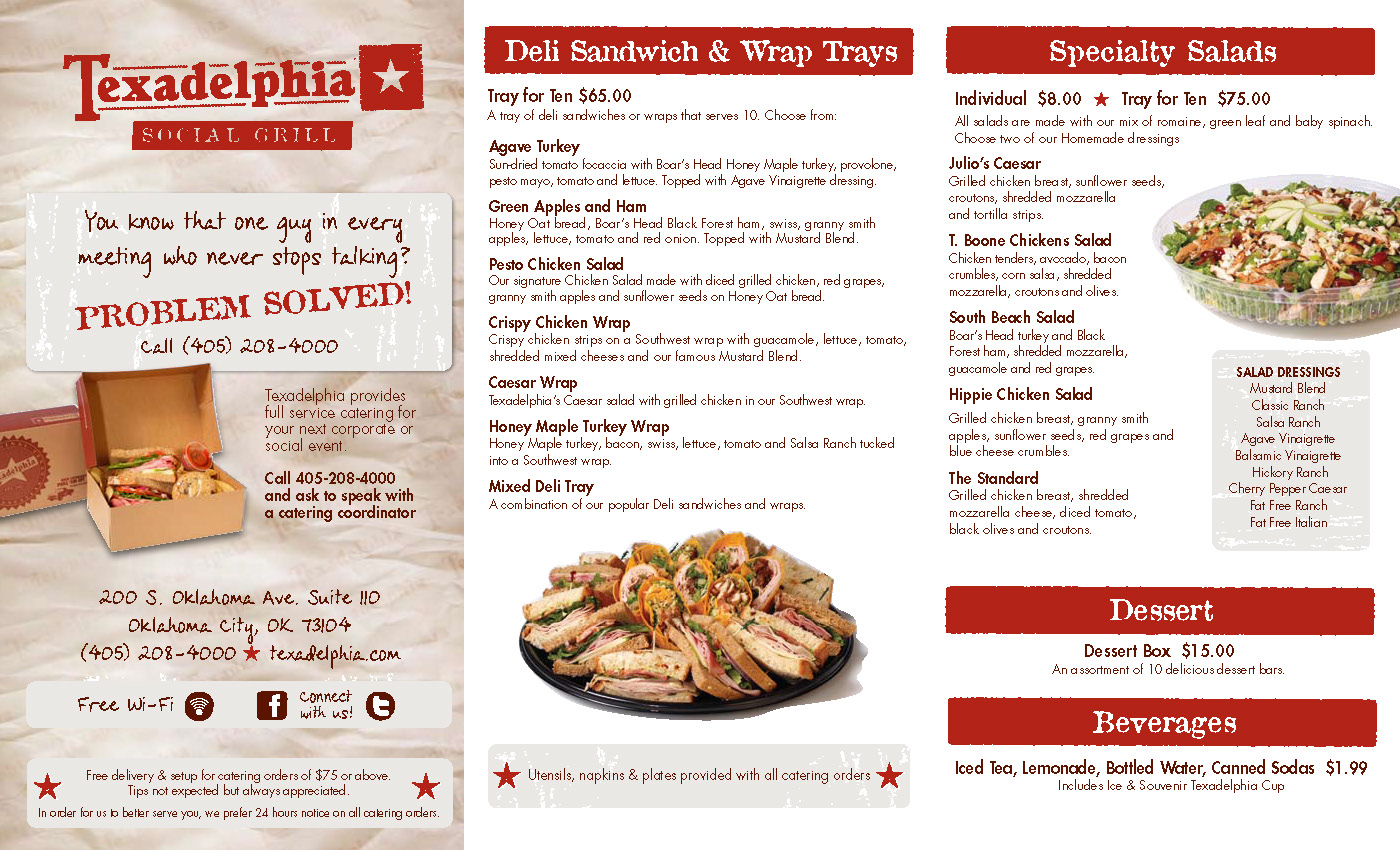 Texadelphia
SOCIAL GRILL
You know that one guy in every
meeting who never stops talking?
PROBLEM SOLVED!
Call (405) 208-4000
Texadelphia provides
full service catering for
your next corporate or
social event.
Call 405-208-4000
and ask to speak with
a catering coordinator
200 S. Oklahoma Ave. Suite 110
Oklahoma City, OK 73104
(405) 208-4000 ★ texadelphia.com
Free Wi-Fi
Connect
with us!
Free delivery & setup for catering orders of $75 or above.
Tips not expected but always appreciated.
In order for us to better serve you, we prefer 24 hours notice on all catering orders.
Deli Sandwich & Wrap Trays
Tray for Ten $65.00
A tray of deli sandwiches or wraps that serves 10. Choose from:
Agave Turkey
Sun-dried tomato focaccia with Boar's Head Honey Maple turkey, provolone,
pesto mayo, tomato and lettuce. Topped with Agave Vinaigrette dressing.
Green Apples and Ham
Honey Oat bread, Boar's Head Black Forest ham, swiss, granny smith
apples, lettuce, tomato and red onion. Topped with Mustard Blend.
Pesto Chicken Salad
Our signature Chicken Salad made with diced grilled chicken, red grapes,
granny smith apples and sunflower seeds on Honey Oat bread.
Crispy Chicken Wrap
Crispy chicken strips on a Southwest wrap with guacamole, lettuce, tomato,
shredded mixed cheeses and our famous Mustard Blend.
Caesar Wrap
Texadelphia's Caesar salad with grilled chicken in our Southwest wrap.
Honey Maple Turkey Wrap
Honey Maple turkey, bacon, swiss, lettuce, tomato and Salsa Ranch tucked
into a Southwest wrap.
Mixed Deli Tray
A combination of our popular Deli sandwiches and wraps.
Utensils, napkins & plates provided with all catering orders
Specialty Salads
Individual $8.00 ★ Tray for Ten $75.00
All salads are made with our mix of romaine, green leaf and baby spinach.
Choose two of our Homemade dressings
Julio's Caesar
Grilled chicken breast, sunflower seeds,
croutons, shredded mozzarella
and tortilla strips.
T. Boone Chickens Salad
Chicken tenders, avocado, bacon
crumbles, corn salsa, shredded
mozzarella, croutons and olives.
South Beach Salad
Boar's Head turkey and Black
Forest ham, shredded mozzarella,
guacamole and red grapes.
Hippie Chicken Salad
Grilled chicken breast, granny smith
apples, sunflower seeds, red grapes and
blue cheese crumbles.
The Standard
Grilled chicken breast, shredded
mozzarella cheese, diced tomato,
black olives and croutons.
SALAD DRESSINGS
Mustard Blend
Classic Ranch
Salsa Ranch
Agave Vinaigrette
Balsamic Vinaigrette
Hickory Ranch
Cherry Pepper Caesar
Fat Free Ranch
Fat Free Italian
Dessert
Dessert Box $15.00
An assortment of 10 delicious dessert bars.
Beverages
Iced Tea, Lemonade, Bottled Water, Canned Sodas $1.99
Includes Ice & Souvenir Texadelphia Cup